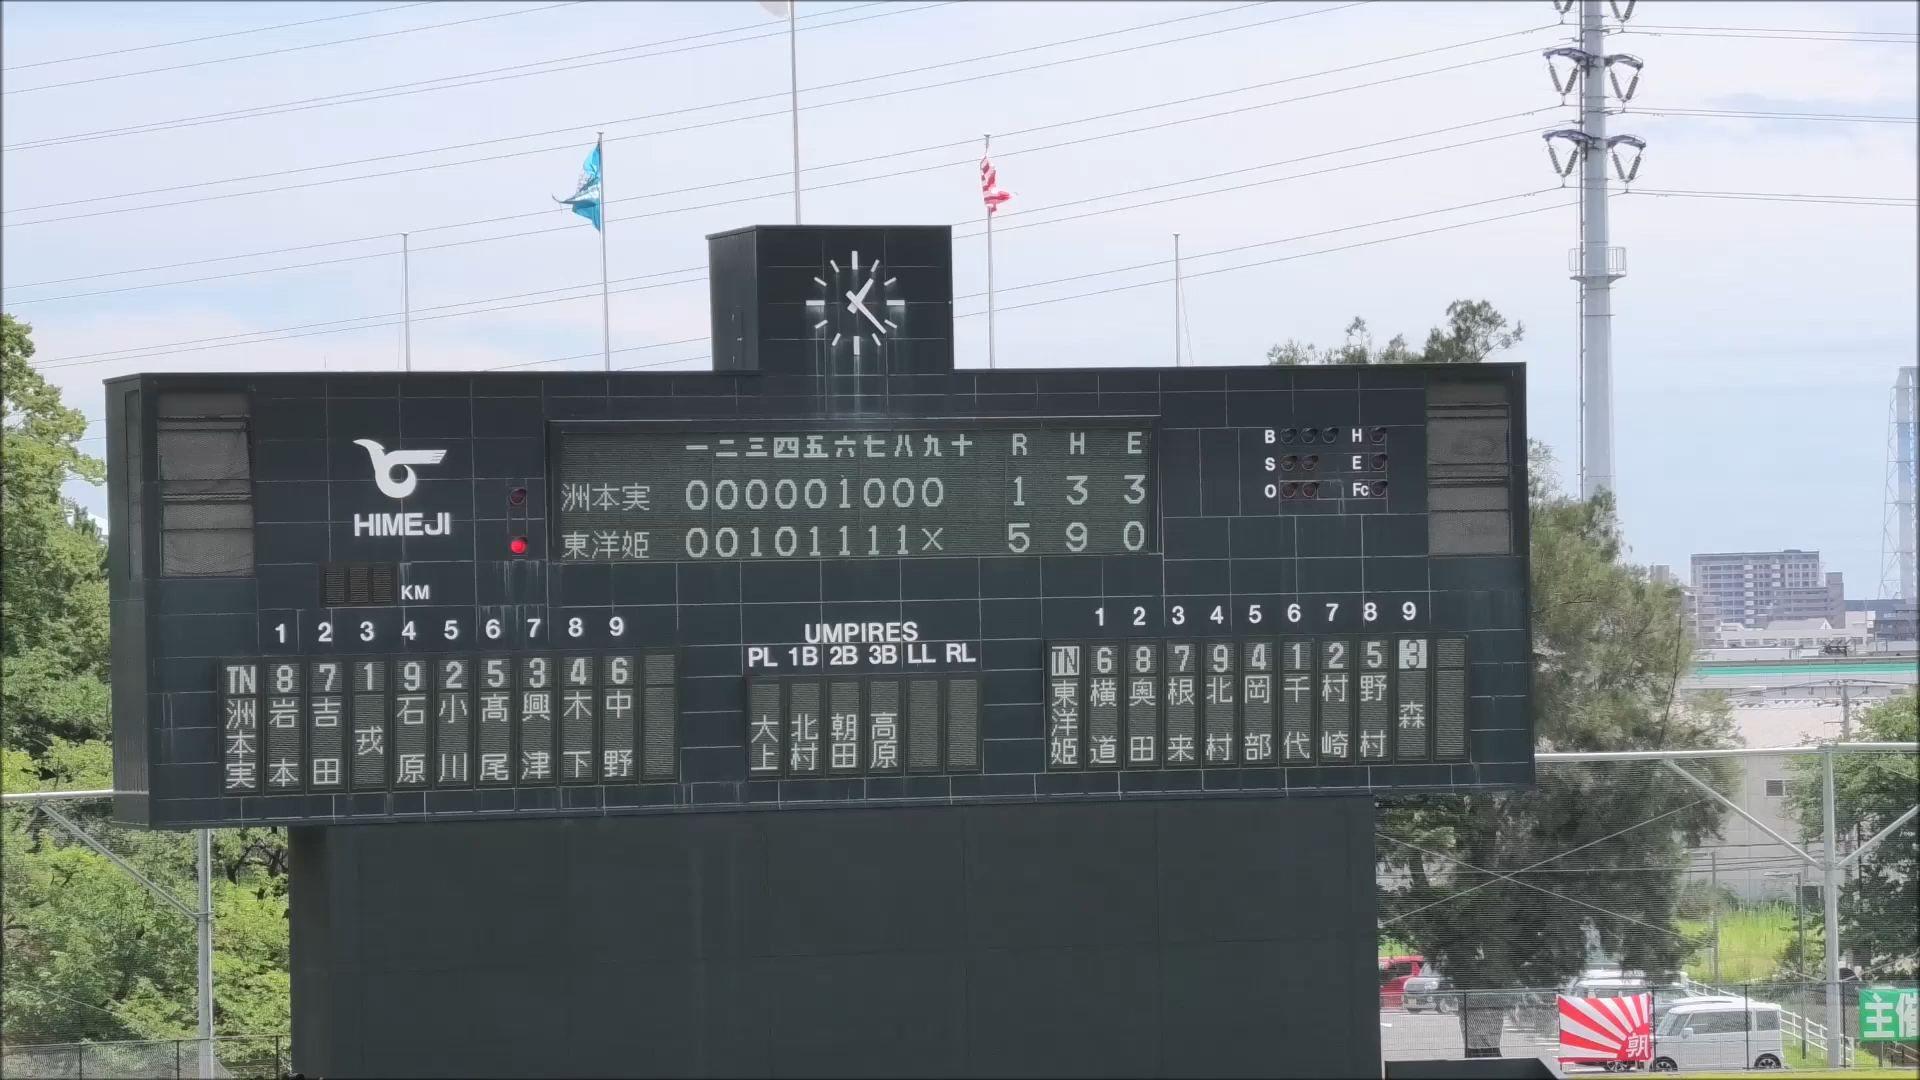 一二三四五六七八九十 R H E
洲本実 000001000 1 3 3
東洋姫 00101111× 5 9 0
B H
S E
O Fc
HIMEJI
KM
1 2 3 4 5 6 7 8 9
TN 8 7 1 9 2 5 3 4 6
洲本実 岩本 吉田 戎 石原 小川 髙尾 興津 木下 中野
UMPIRES
PL 1B 2B 3B LL RL
大上 北村 朝田 高原
1 2 3 4 5 6 7 8 9
TN 6 8 7 9 4 1 2 5 3
東洋姫 横道 奥田 根来 北村 岡部 千代 村崎 野村 森
朝
主催